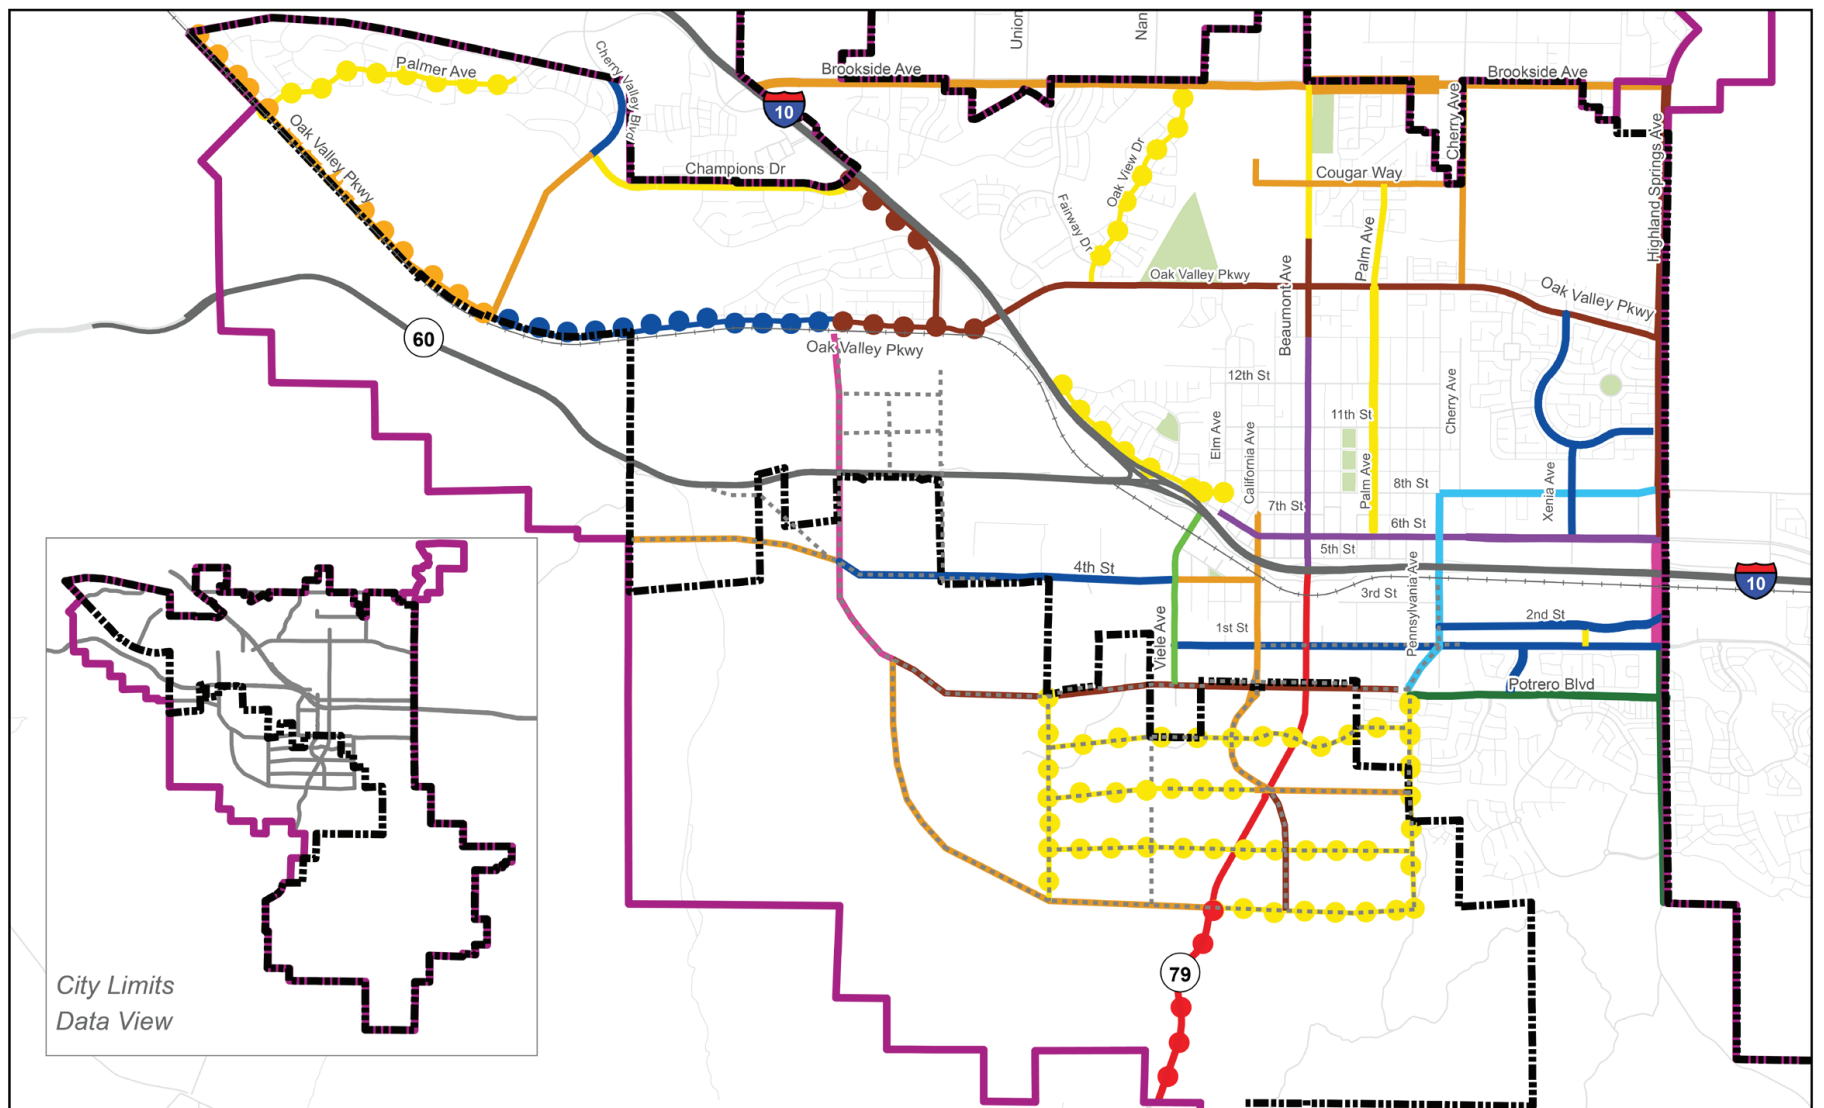 Union
Nan
Brookside Ave
Brookside Ave
Palmer Ave
Cherry Valley Blvd
10
Cherry Ave
Oak Valley Pkwy
Highland Springs Ave
Oak View Dr
Champions Dr
Cougar Way
Fairway Dr
Palm Ave
Oak Valley Pkwy
Beaumont Ave
Oak Valley Pkwy
60
Oak Valley Pkwy
12th St
Cherry Ave
11th St
Elm Ave
California Ave
Palm Ave
8th St
Xenia Ave
7th St
6th St
5th St
4th St
10
3rd St
Pennsylvania Ave
2nd St
1st St
Viele Ave
Potrero Blvd
79
City Limits
Data View